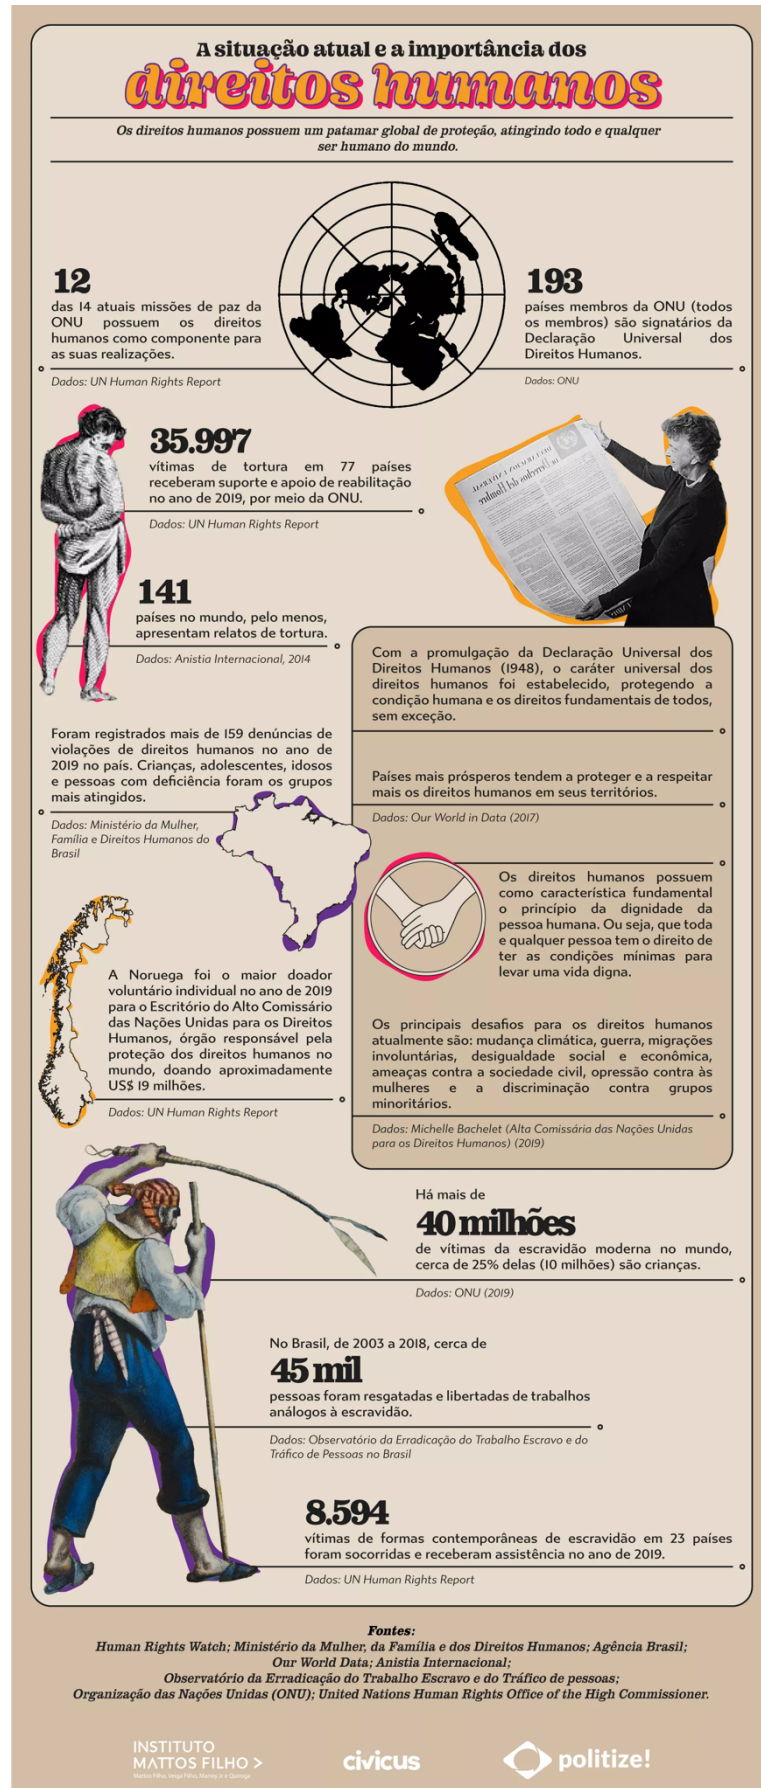 A situação atual e a importância dos
direitos humanos
Os direitos humanos possuem um patamar global de proteção, atingindo todo e qualquer
ser humano do mundo.
12
das 14 atuais missões de paz da
ONU possuem os direitos
humanos como componente para
as suas realizações.
Dados: UN Human Rights Report
193
países membros da ONU (todos
os membros) são signatários da
Declaração Universal dos
Direitos Humanos.
Dados: ONU
35.997
vítimas de tortura em 77 países
receberam suporte e apoio de reabilitação
no ano de 2019, por meio da ONU.
Dados: UN Human Rights Report
141
países no mundo, pelo menos,
apresentam relatos de tortura.
Dados: Anistia Internacional, 2014
Com a promulgação da Declaração Universal dos
Direitos Humanos (1948), o caráter universal dos
direitos humanos foi estabelecido, protegendo a
condição humana e os direitos fundamentais de todos,
sem exceção.
Países mais prósperos tendem a proteger e a respeitar
mais os direitos humanos em seus territórios.
Dados: Our World in Data (2017)
Os direitos humanos possuem
como característica fundamental
o princípio da dignidade da
pessoa humana. Ou seja, que toda
e qualquer pessoa tem o direito de
ter as condições mínimas para
levar uma vida digna.
Os principais desafios para os direitos humanos
atualmente são: mudança climática, guerra, migrações
involuntárias, desigualdade social e econômica,
ameaças contra a sociedade civil, opressão contra às
mulheres e a discriminação contra grupos
minoritários.
Dados: Michelle Bachelet (Alta Comissária das Nações Unidas
para os Direitos Humanos) (2019)
Foram registrados mais de 159 denúncias de
violações de direitos humanos no ano de
2019 no país. Crianças, adolescentes, idosos
e pessoas com deficiência foram os grupos
mais atingidos.
Dados: Ministério da Mulher,
Família e Direitos Humanos do
Brasil
A Noruega foi o maior doador
voluntário individual no ano de 2019
para o Escritório do Alto Comissário
das Nações Unidas para os Direitos
Humanos, órgão responsável pela
proteção dos direitos humanos no
mundo, doando aproximadamente
US$ 19 milhões.
Dados: UN Human Rights Report
Há mais de
40 milhões
de vítimas da escravidão moderna no mundo,
cerca de 25% delas (10 milhões) são crianças.
Dados: ONU (2019)
No Brasil, de 2003 a 2018, cerca de
45 mil
pessoas foram resgatadas e libertadas de trabalhos
análogos à escravidão.
Dados: Observatório da Erradicação do Trabalho Escravo e do
Tráfico de Pessoas no Brasil
8.594
vítimas de formas contemporâneas de escravidão em 23 países
foram socorridas e receberam assistência no ano de 2019.
Dados: UN Human Rights Report
Fontes:
Human Rights Watch; Ministério da Mulher, da Família e dos Direitos Humanos; Agência Brasil;
Our World Data; Anistia Internacional;
Observatório da Erradicação do Trabalho Escravo e do Tráfico de pessoas;
Organização das Nações Unidas (ONU); United Nations Human Rights Office of the High Commissioner.
INSTITUTO
MATTOS FILHO >
Mattos Filho, Veiga Filho, Marrey Jr e Quiroga
civicus
politize!